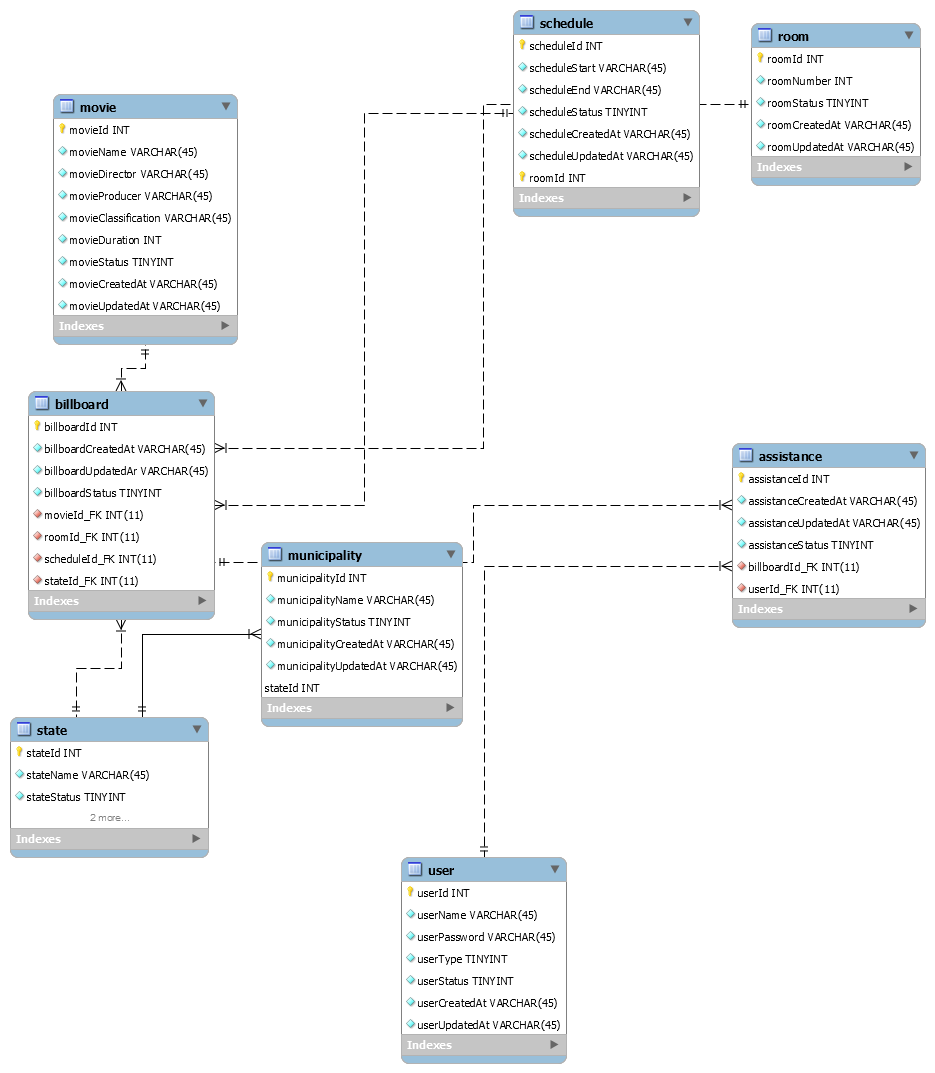 schedule
scheduleId INT
scheduleStart VARCHAR(45)
scheduleEnd VARCHAR(45)
scheduleStatus TINYINT
scheduleCreatedAt VARCHAR(45)
scheduleUpdatedAt VARCHAR(45)
roomId INT
Indexes
room
roomId INT
roomNumber INT
roomStatus TINYINT
roomCreatedAt VARCHAR(45)
roomUpdatedAt VARCHAR(45)
Indexes
movie
movieId INT
movieName VARCHAR(45)
movieDirector VARCHAR(45)
movieProducer VARCHAR(45)
movieClassification VARCHAR(45)
movieDuration INT
movieStatus TINYINT
movieCreatedAt VARCHAR(45)
movieUpdatedAt VARCHAR(45)
Indexes
billboard
billboardId INT
billboardCreatedAt VARCHAR(45)
billboardUpdatedAr VARCHAR(45)
billboardStatus TINYINT
movieId_FK INT(11)
roomId_FK INT(11)
scheduleId_FK INT(11)
stateId_FK INT(11)
Indexes
assistance
assistanceId INT
assistanceCreatedAt VARCHAR(45)
assistanceUpdatedAt VARCHAR(45)
assistanceStatus TINYINT
billboardId_FK INT(11)
userId_FK INT(11)
Indexes
municipality
municipalityId INT
municipalityName VARCHAR(45)
municipalityStatus TINYINT
municipalityCreatedAt VARCHAR(45)
municipalityUpdatedAt VARCHAR(45)
stateId INT
Indexes
state
stateId INT
stateName VARCHAR(45)
stateStatus TINYINT
2 more...
Indexes
user
userId INT
userName VARCHAR(45)
userPassword VARCHAR(45)
userType TINYINT
userStatus TINYINT
userCreatedAt VARCHAR(45)
userUpdatedAt VARCHAR(45)
Indexes